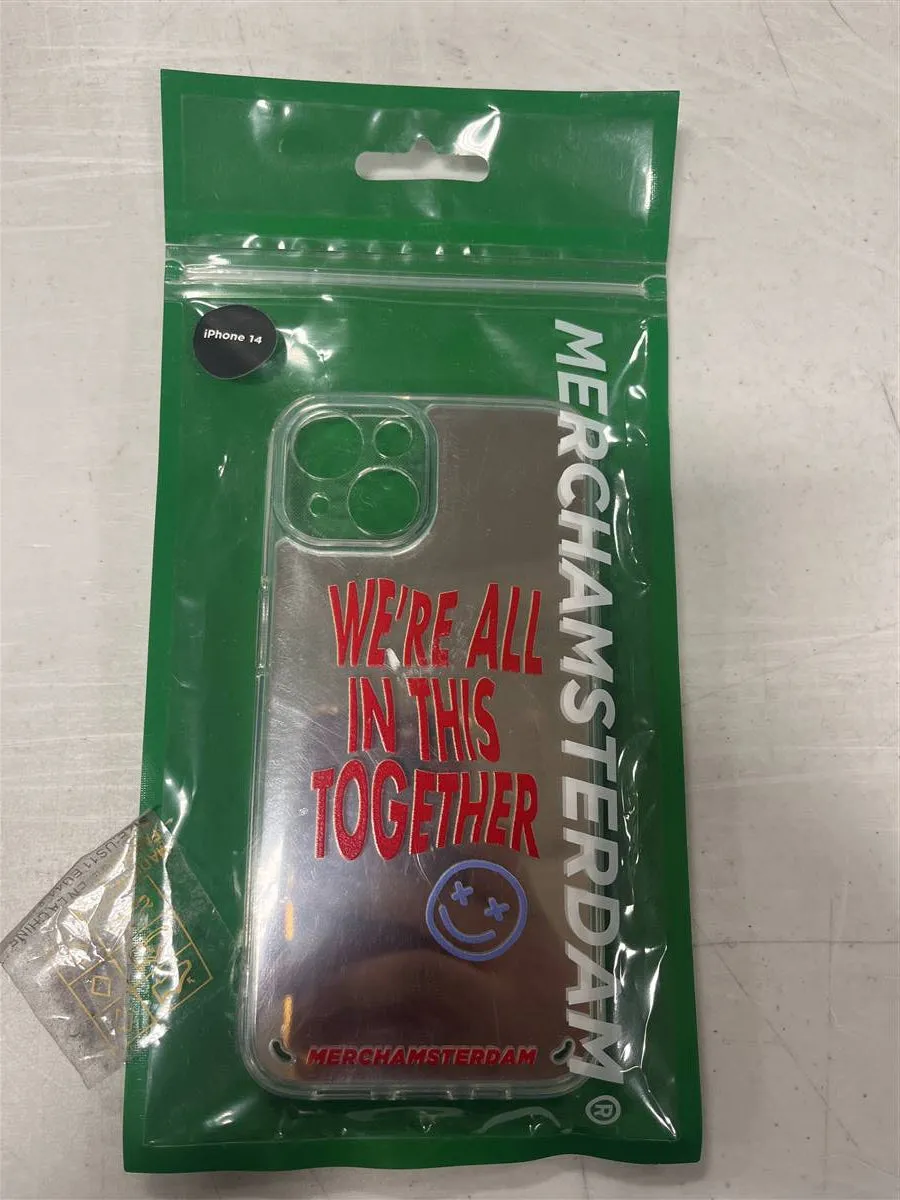 iPhone 14
MERCHAMSTERDAM®
WE'RE ALL
IN THIS
TOGETHER
MERCHAMSTERDAM